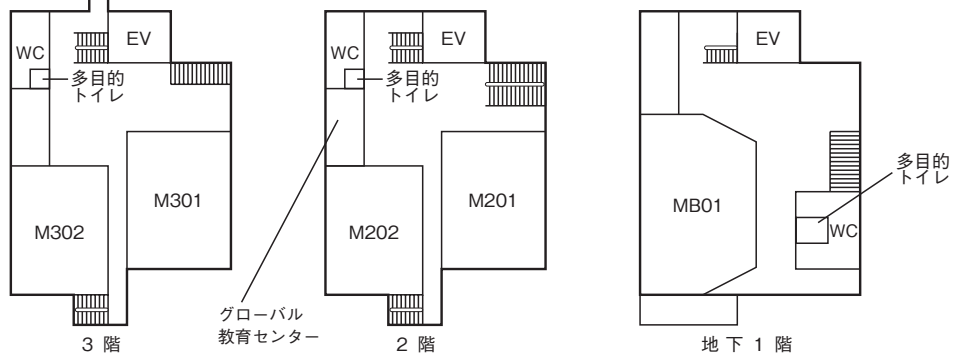 WC
EV
多目的
トイレ
M301
M302
3 階
WC
EV
多目的
トイレ
M201
M202
グローバル
教育センター
2 階
EV
多目的
トイレ
MB01
WC
地 下 1 階